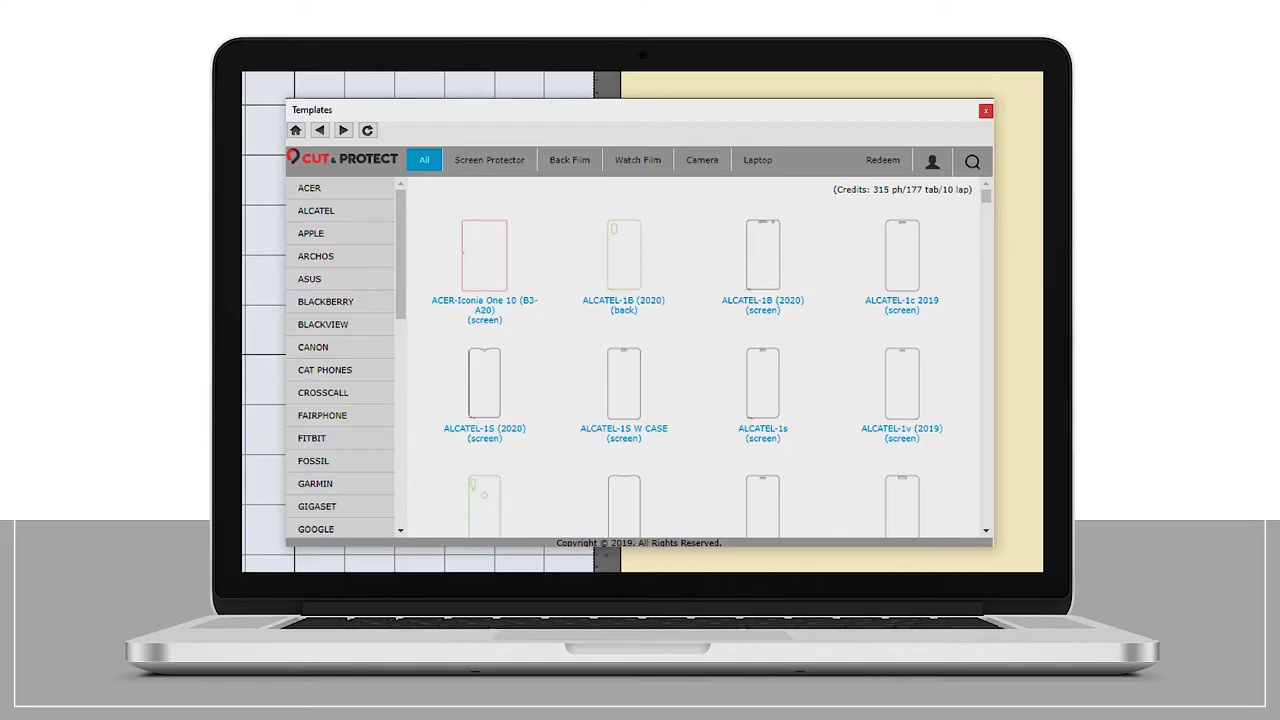 Templates
x
CUT & PROTECT
All
Screen Protector
Back Film
Watch Film
Camera
Laptop
Redeem
(Credits: 315 ph/177 tab/10 lap)
ACER
ALCATEL
APPLE
ARCHOS
ASUS
BLACKBERRY
BLACKVIEW
CANON
CAT PHONES
CROSSCALL
FAIRPHONE
FITBIT
FOSSIL
GARMIN
GIGASET
GOOGLE
ACER-Iconia One 10 (B3-
A20)
(screen)
ALCATEL-1B (2020)
(back)
ALCATEL-1B (2020)
(screen)
ALCATEL-1c 2019
(screen)
ALCATEL-1S (2020)
(screen)
ALCATEL-1S W CASE
(screen)
ALCATEL-1s
(screen)
ALCATEL-1v (2019)
(screen)
Copyright © 2019. All Rights Reserved.